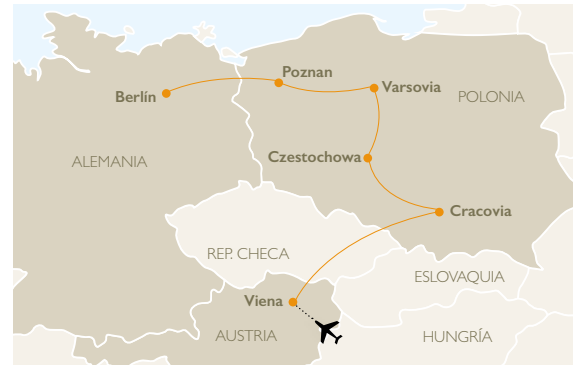 Poznan
Berlín
Varsovia
POLONIA
ALEMANIA
Czestochowa
Cracovia
REP. CHECA
ESLOVAQUIA
Viena
AUSTRIA
HUNGRÍA